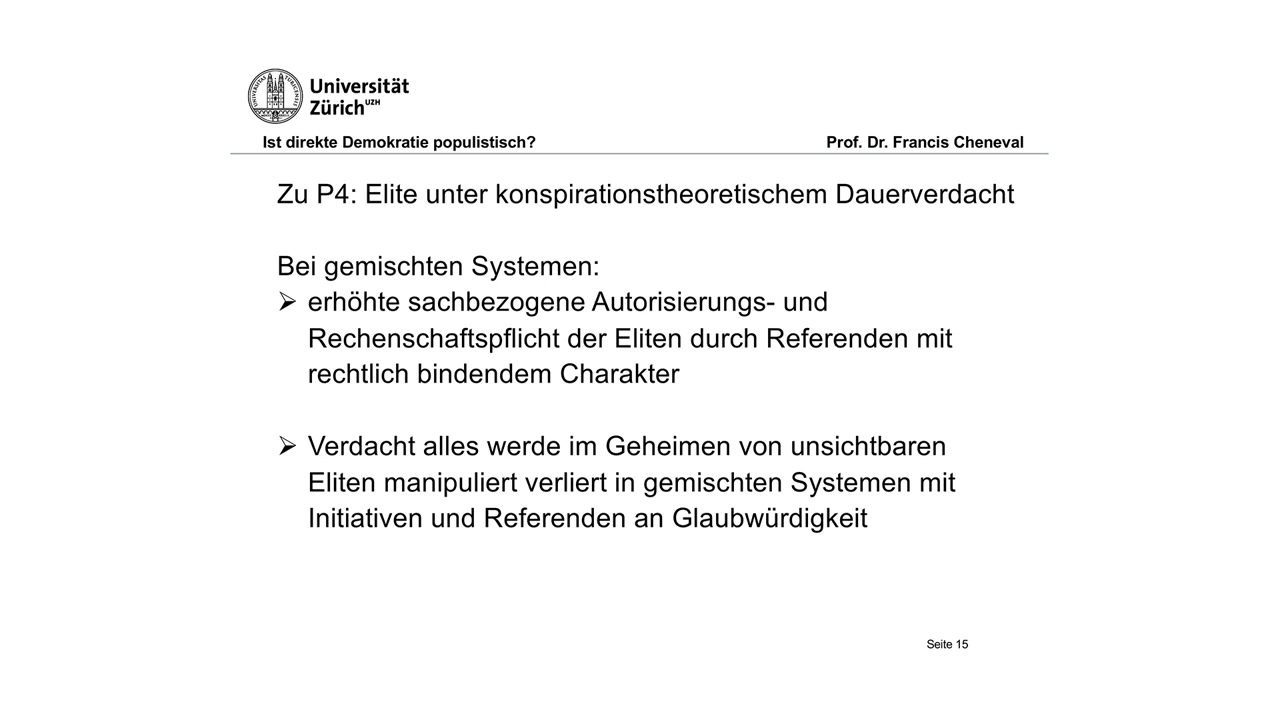 Universität
Zürich UZH
Ist direkte Demokratie populistisch? Prof. Dr. Francis Cheneval
Zu P4: Elite unter konspirationstheoretischem Dauerverdacht
Bei gemischten Systemen:
➢ erhöhte sachbezogene Autorisierungs- und
Rechenschaftspflicht der Eliten durch Referenden mit
rechtlich bindendem Charakter
➢ Verdacht alles werde im Geheimen von unsichtbaren
Eliten manipuliert verliert in gemischten Systemen mit
Initiativen und Referenden an Glaubwürdigkeit
Seite 15